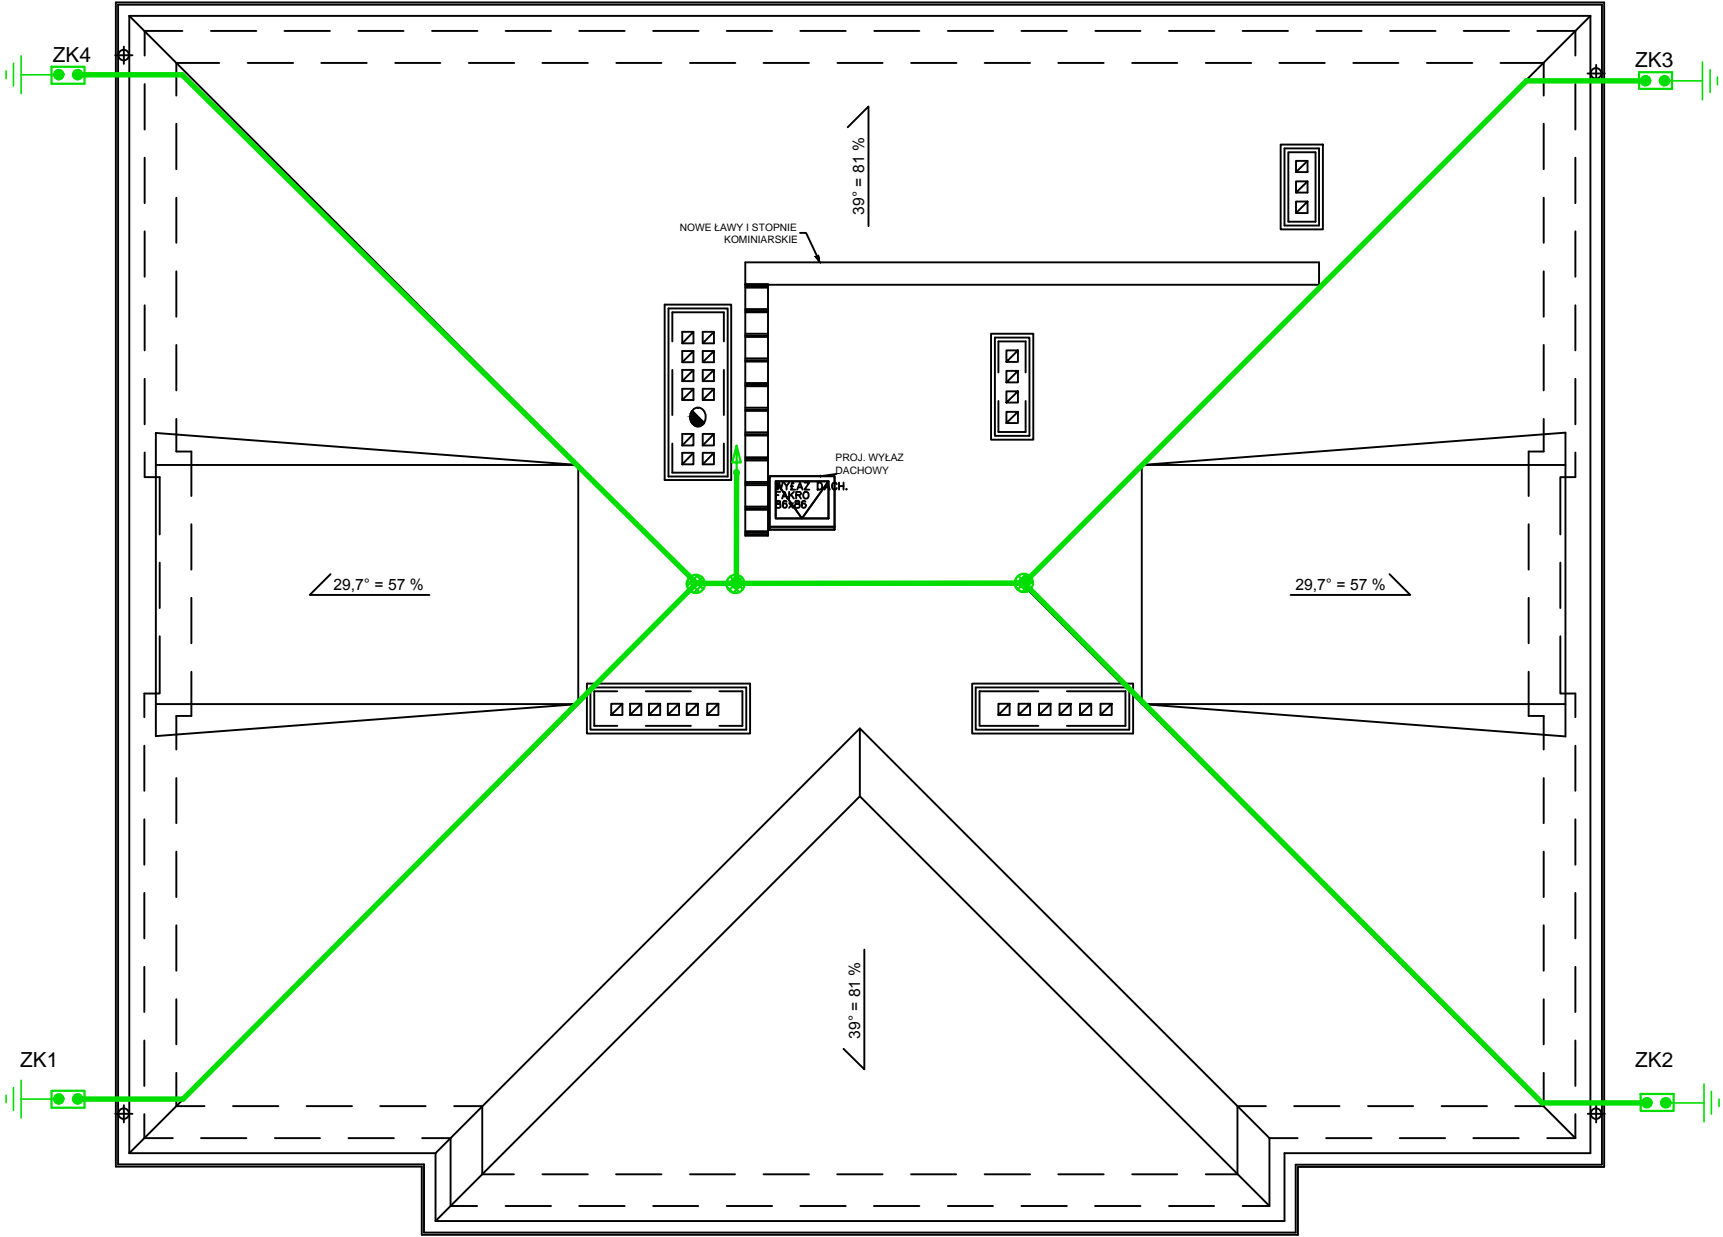 ZK4
ZK3
39° = 81 %
NOWE ŁAWY I STOPNIE
KOMINIARSKIE
PROJ. WYŁAZ
DACHOWY
WYŁAZ DACH.
FAKRO
86x86
29,7° = 57 %
29,7° = 57 %
39° = 81 %
ZK1
ZK2